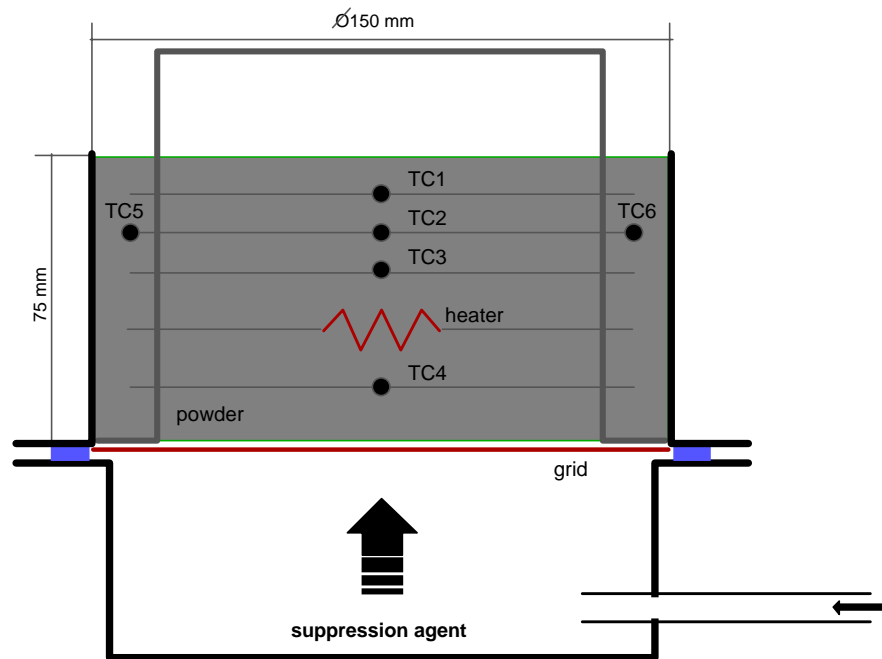 Ø150 mm
TC1
TC5
TC2
TC6
TC3
75 mm
heater
TC4
powder
grid
suppression agent